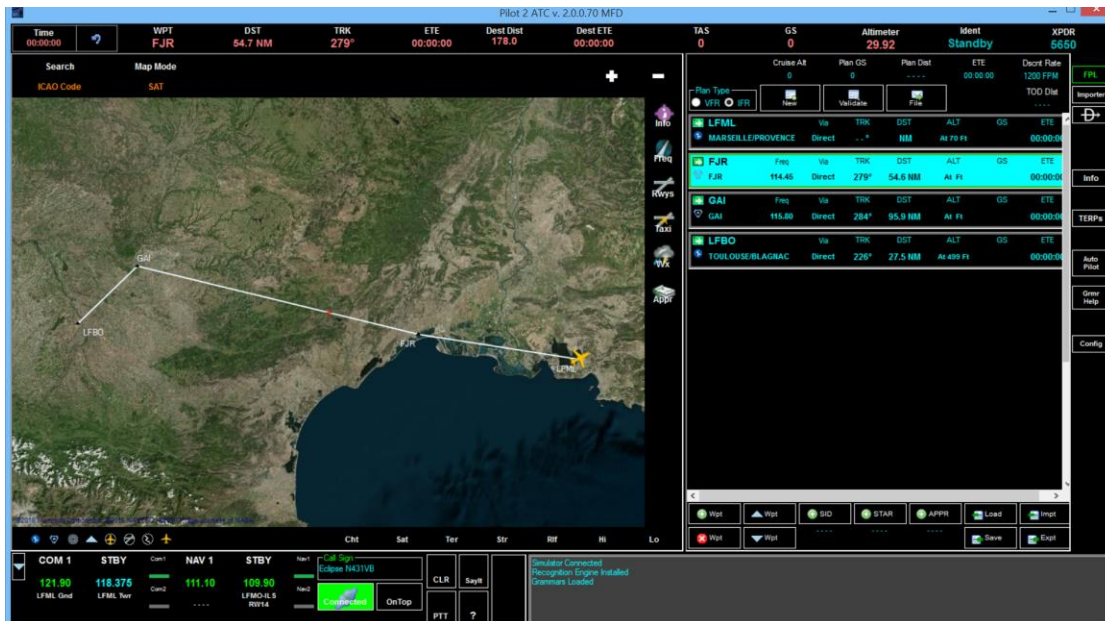 Pilot 2 ATC v. 2.0.0.70 MFD
Time WPT DST TRK ETE Dest Dist Dest ETE TAS GS Altimeter Ident XPDR
00:00:00 FJR 54.7 NM 279° 00:00:00 178.0 00:00:00 0 0 29.92 Standby 5650
Search Map Mode
ICAO Code SAT
+ −
Info
Freq
Rwys
Taxi
Wx
Appr
GAI
LFBO
FJR
LFML
Cht Sat Ter Str Rlf Hi Lo
Cruise Alt Plan GS Plan Dist ETE Dscnt Rate
0 0 ---- 00:00:00 1200 FPM
Plan Type TOD Dist
VFR IFR New Validate File ----
LFML Via TRK DST ALT GS ETE
MARSEILLE/PROVENCE Direct --° NM At 70 Ft 00:00:00
FJR Freq Via TRK DST ALT GS ETE
FJR 114.45 Direct 279° 54.6 NM At Ft 00:00:00
GAI Freq Via TRK DST ALT GS ETE
GAI 115.80 Direct 284° 95.9 NM At Ft 00:00:00
LFBO Via TRK DST ALT GS ETE
TOULOUSE/BLAGNAC Direct 226° 27.5 NM At 499 Ft 00:00:00
Wpt Wpt SID STAR APPR Load Impt
Wpt Wpt ---- ---- ---- Save Expt
FPL
Importer
D
Info
TERPs
Auto
Pilot
Grmr
Help
Config
COM 1 STBY Com1 NAV 1 STBY Nav1
121.90 118.375 Com2 111.10 109.90 Nav2
LFML Gnd LFML Twr ---- LFMO-ILS
RW14
Call Sign
Eclipse N431VB
Connected OnTop
CLR SayIt
PTT ?
Simulator Connected
Recognition Engine Installed
Grammars Loaded